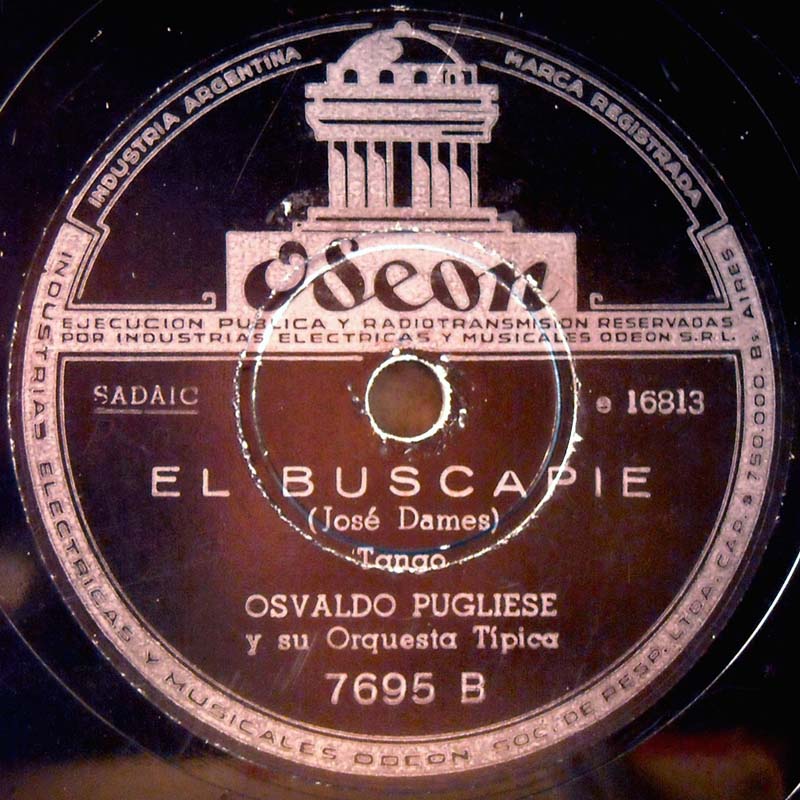 INDUSTRIA ARGENTINA
MARCA REGISTRADA
Odeon
EJECUCION PUBLICA Y RADIOTRANSMISION RESERVADAS
POR INDUSTRIAS ELECTRICAS Y MUSICALES ODEON S.R.L.
SADAIC
e 16813
EL BUSCAPIE
(José Dames)
Tango
OSVALDO PUGLIESE
y su Orquesta Típica
7695 B
INDUSTRIAS ELECTRICAS Y MUSICALES ODEON SOC. DE RESP. LTDA. CAP. $ 750.000. Bs AIRES